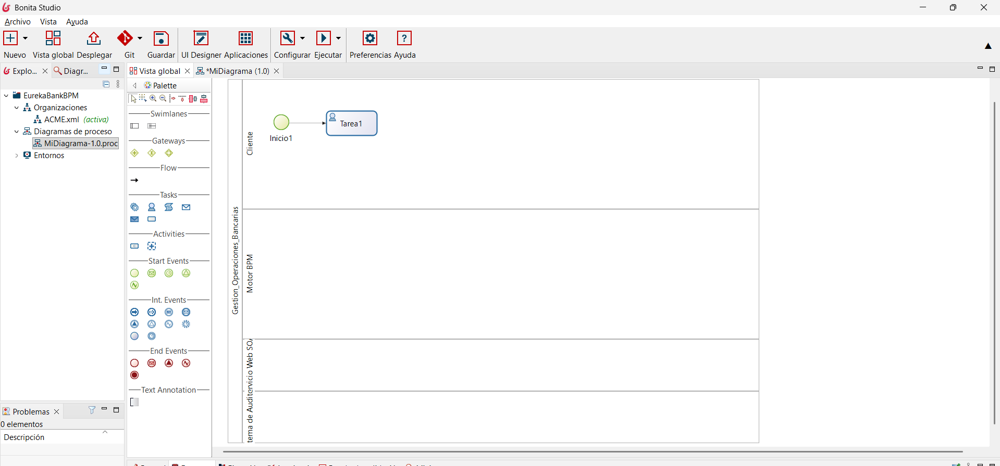 Bonita Studio
Archivo Vista Ayuda
Nuevo Vista global Desplegar Git Guardar UI Designer Aplicaciones Configurar Ejecutar Preferencias Ayuda
Explo... Diagr...
Vista global *MiDiagrama (1.0)
Palette
EurekaBankBPM
Organizaciones
ACME.xml (activa)
Diagramas de proceso
MiDiagrama-1.0.proc
Entornos
Swimlanes
Gateways
Flow
Tasks
Activities
Start Events
Int. Events
End Events
Text Annotation
Gestion_Operaciones_Bancarias
Cliente
Inicio1
Tarea1
Motor BPM
ervicio Web SOA
tema de Audit
Problemas
0 elementos
Descripción